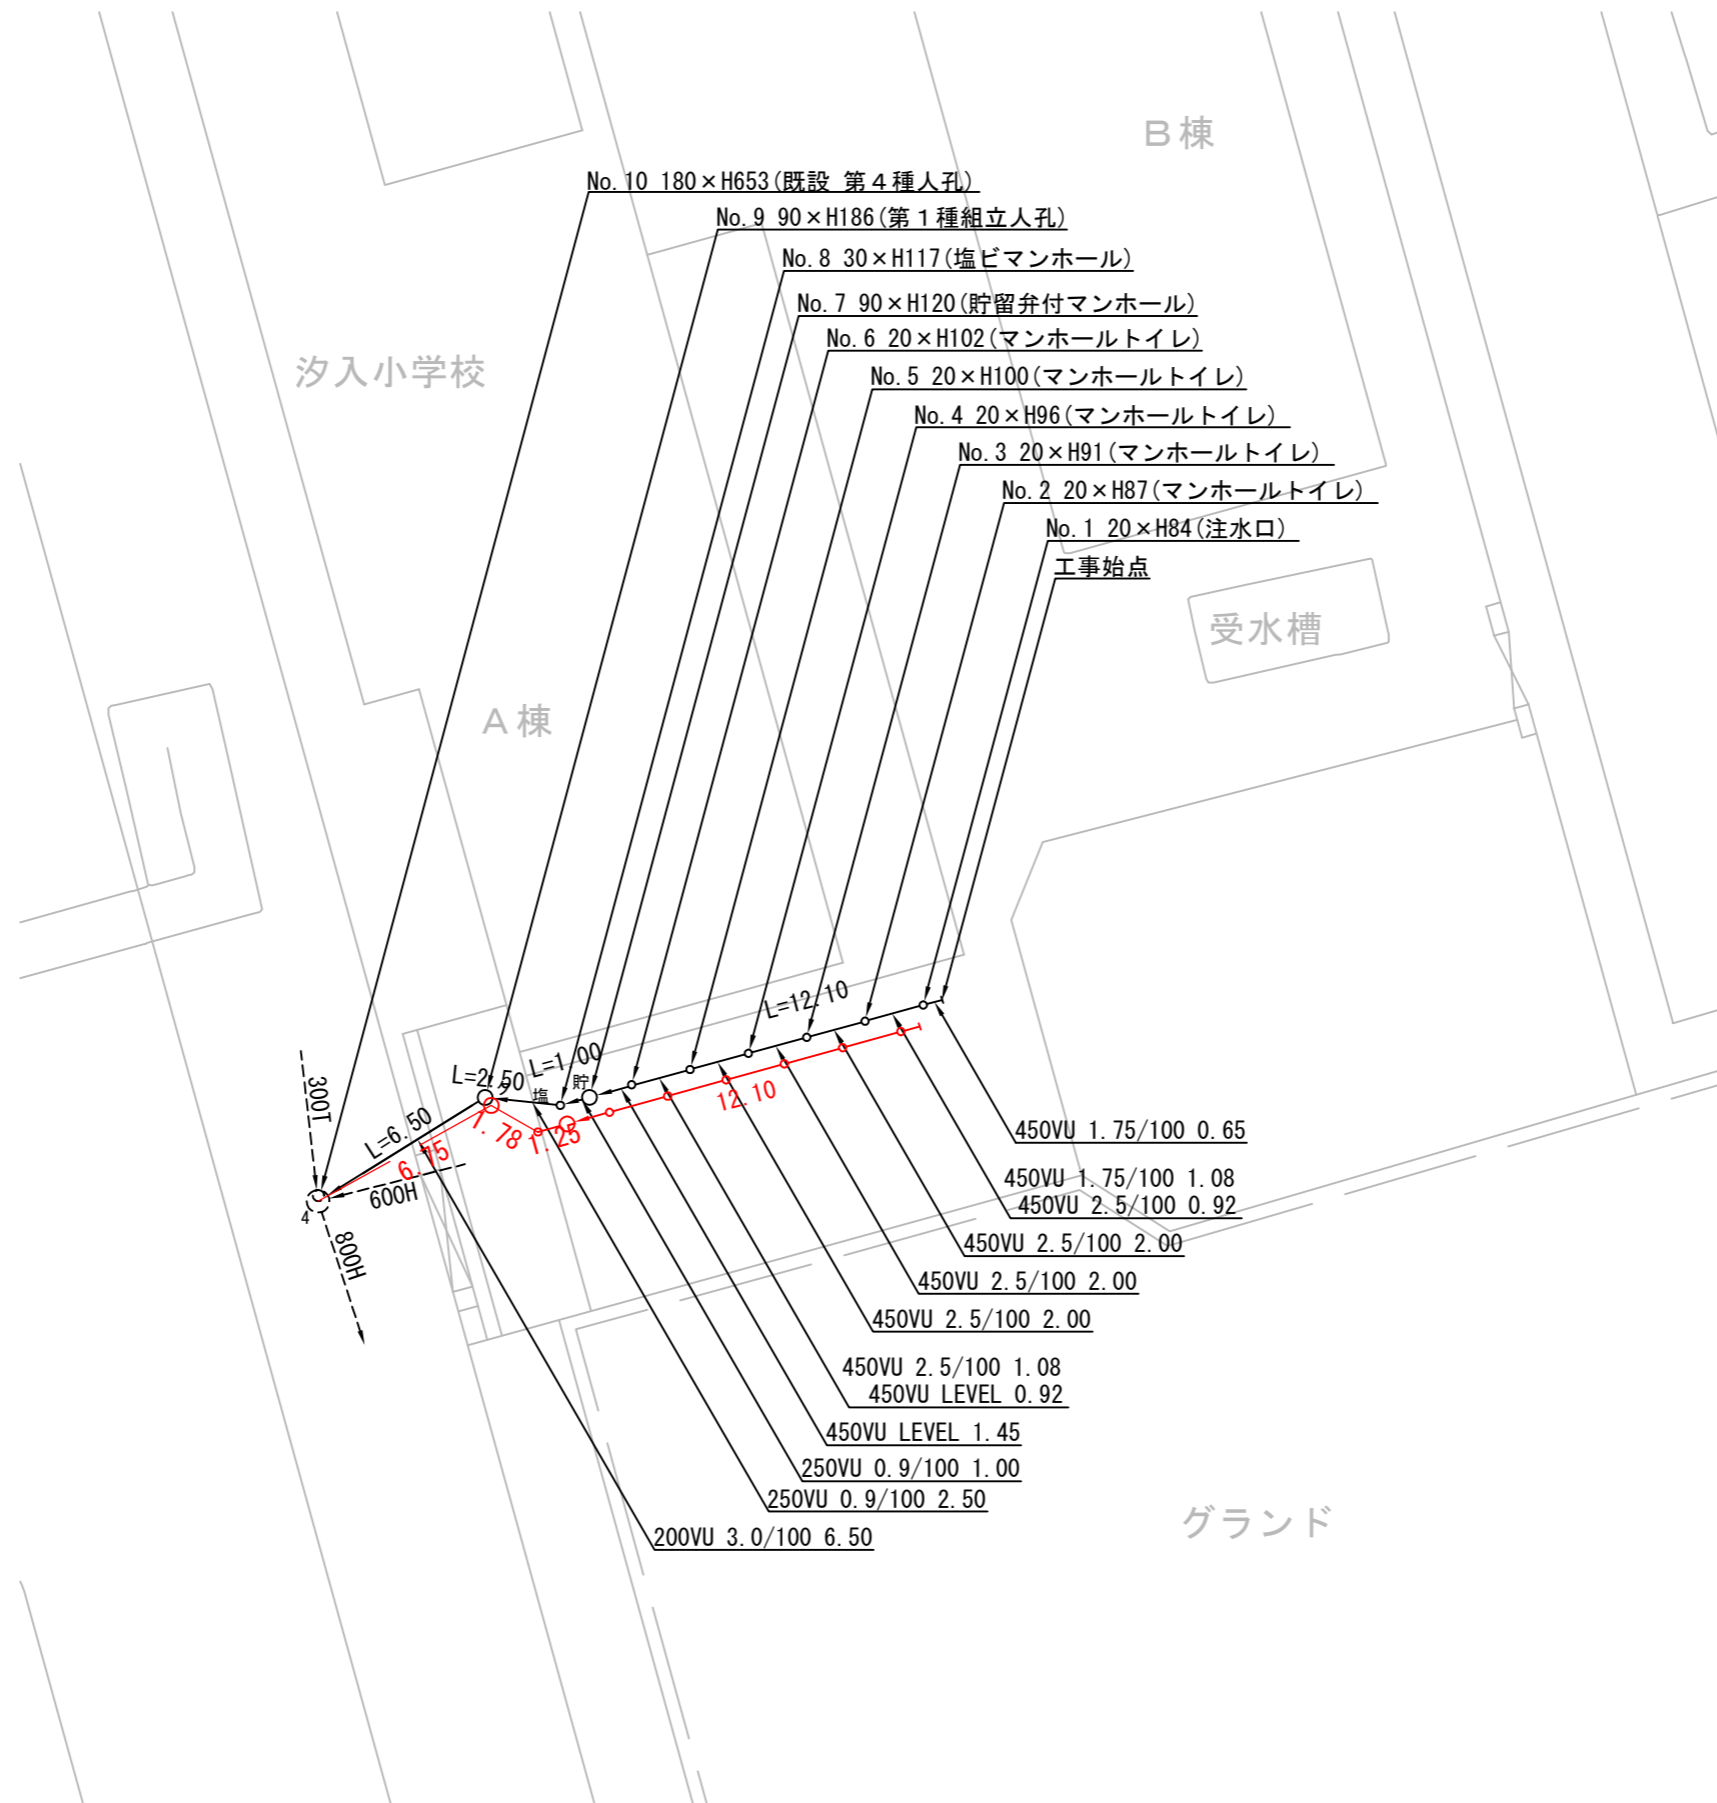 B棟
No.10 180×H653(既設 第４種人孔)
No.9 90×H186(第１種組立人孔)
No.8 30×H117(塩ビマンホール)
No.7 90×H120(貯留弁付マンホール)
No.6 20×H102(マンホールトイレ)
汐入小学校
No.5 20×H100(マンホールトイレ)
No.4 20×H96(マンホールトイレ)
No.3 20×H91(マンホールトイレ)
No.2 20×H87(マンホールトイレ)
No.1 20×H84(注水口)
工事始点
受水槽
A棟
L=12.10
L=1.00
L=2.50
貯
塩
12.10
300T
L=6.50
1.78
1.25
6.75
600H
4
800H
450VU 1.75/100 0.65
450VU 1.75/100 1.08
450VU 2.5/100 0.92
450VU 2.5/100 2.00
450VU 2.5/100 2.00
450VU 2.5/100 2.00
450VU 2.5/100 1.08
450VU LEVEL 0.92
450VU LEVEL 1.45
250VU 0.9/100 1.00
250VU 0.9/100 2.50
200VU 3.0/100 6.50
グランド